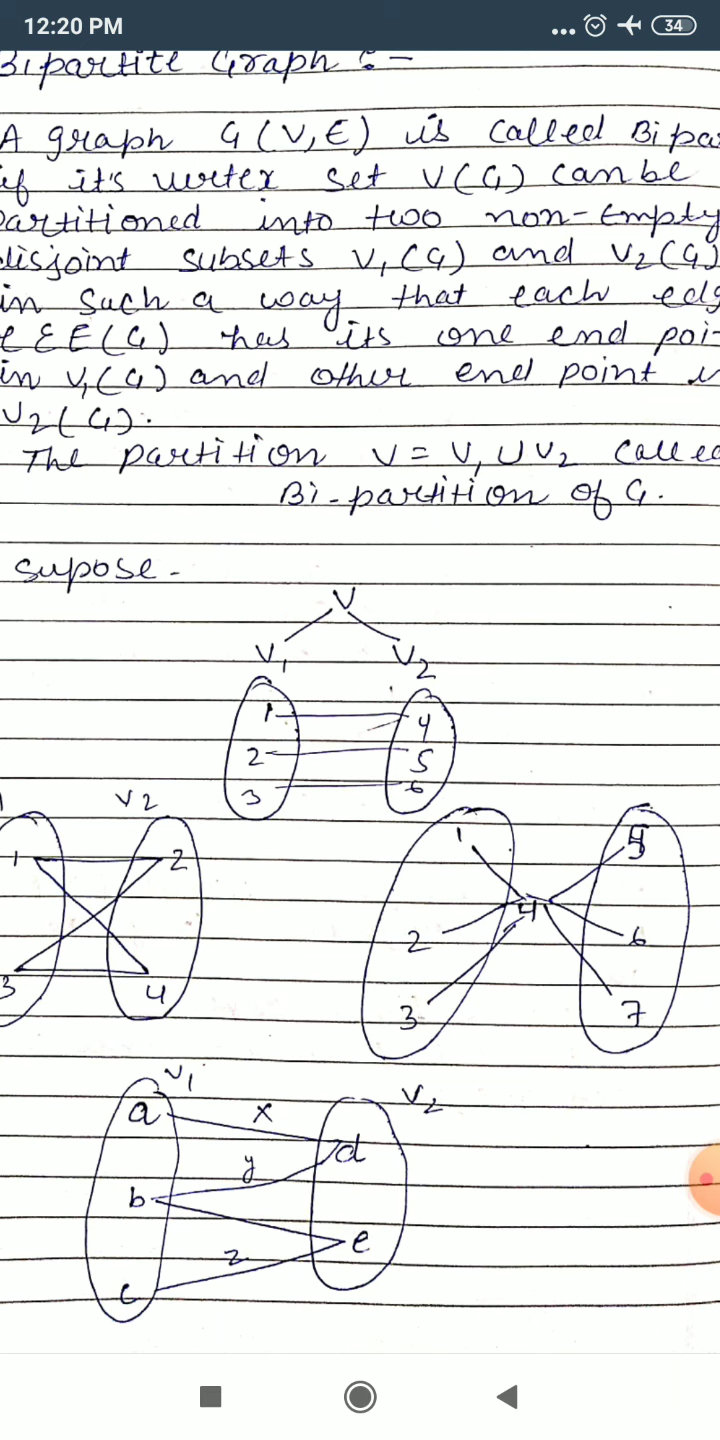 12:20 PM
34
Bipartite Graph :-
A graph G (V, E) is called Bipa
if it's vertex set V(G) can be
partitioned into two non-Empty
disjoint subsets V1(G) and V2(G)
in such a way that each edg
e E E(G) has its one end poi
in V1(G) and other end point i
V2(G).
The partition V = V1 U V2 called
Bi-partition of G.
supose -
V
V1 V2
1 4
2 5
3 6
V2
1 2
3 4
1 5
4
2 6
3 7
V1 V2
a x d
y
b
z e
c